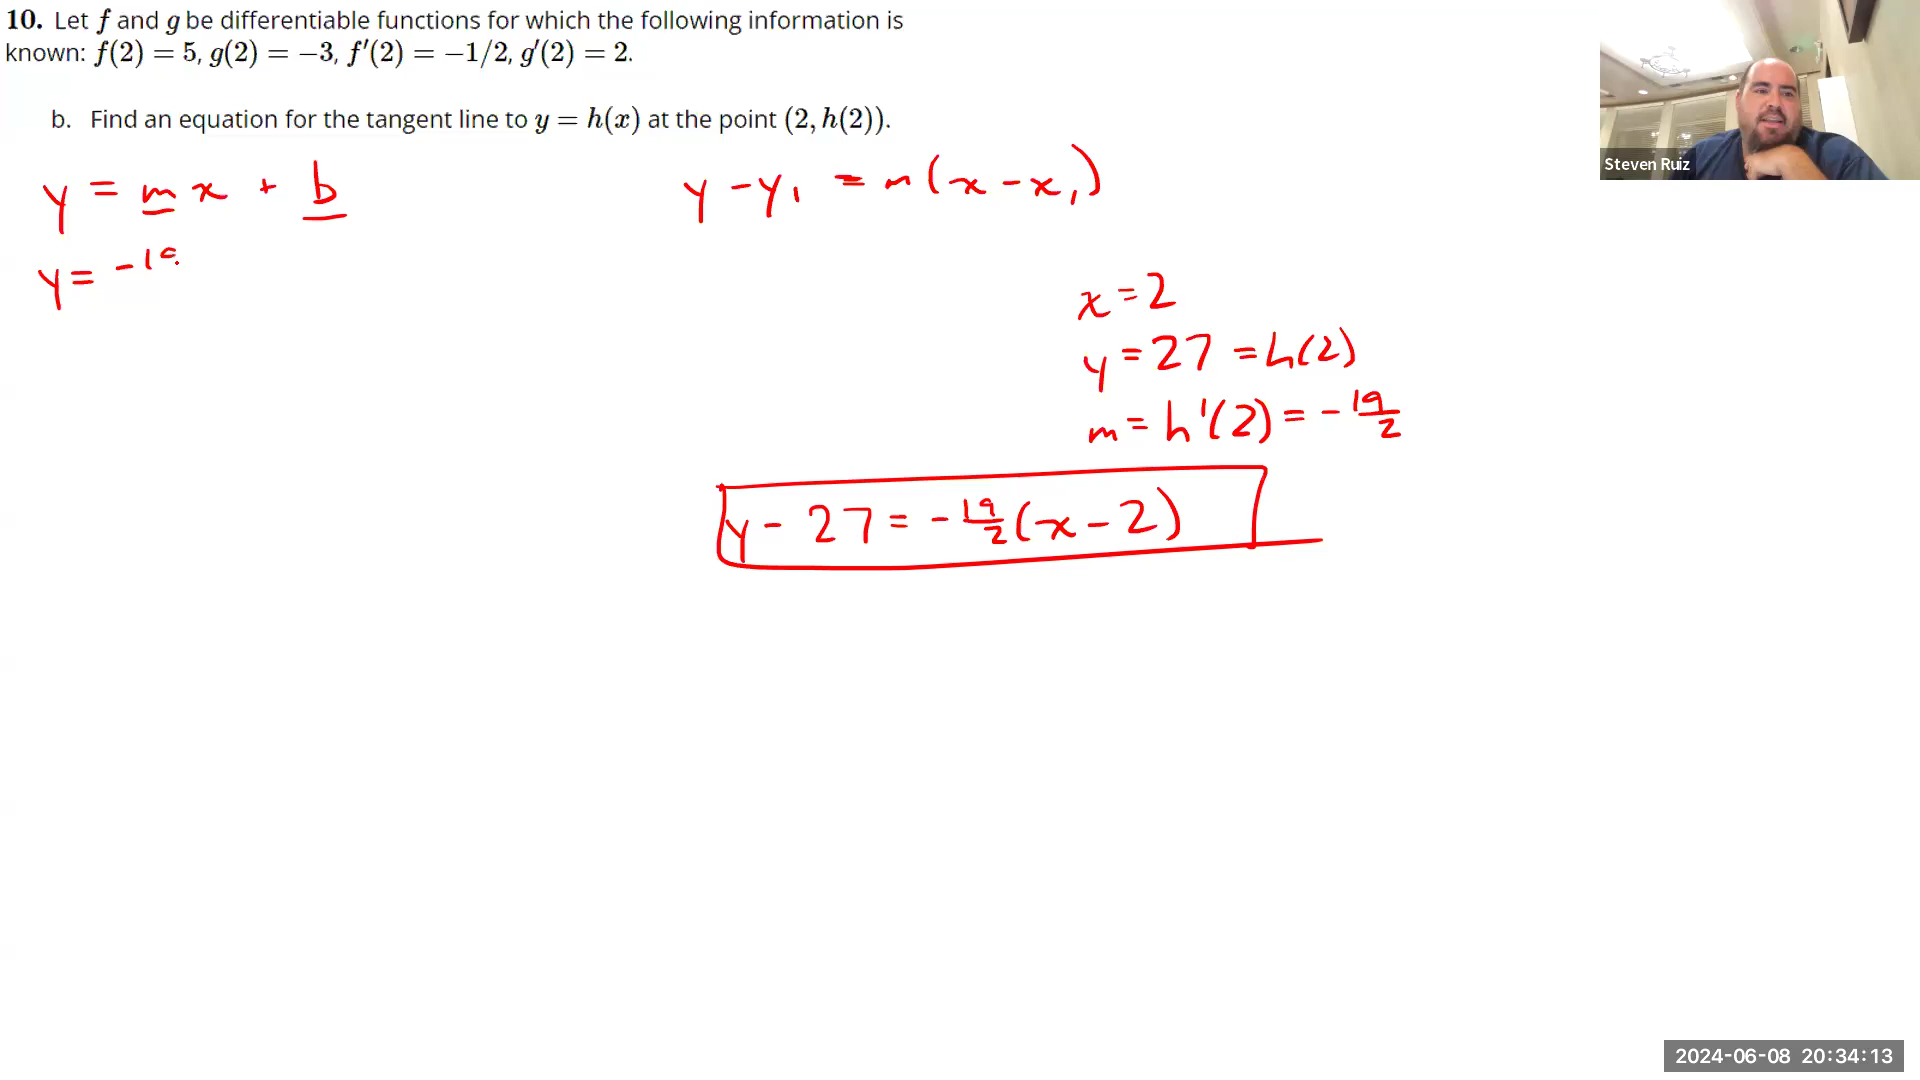 10. Let f and g be differentiable functions for which the following information is
known: f(2) = 5, g(2) = −3, f′(2) = −1/2, g′(2) = 2.
b. Find an equation for the tangent line to y = h(x) at the point (2, h(2)).
y = mx + b
y = -19
y - y₁ = m(x - x₁)
x = 2
y = 27 = h(2)
m = h'(2) = -19/2
y - 27 = -19/2(x - 2)
Steven Ruiz
2024-06-08 20:34:13